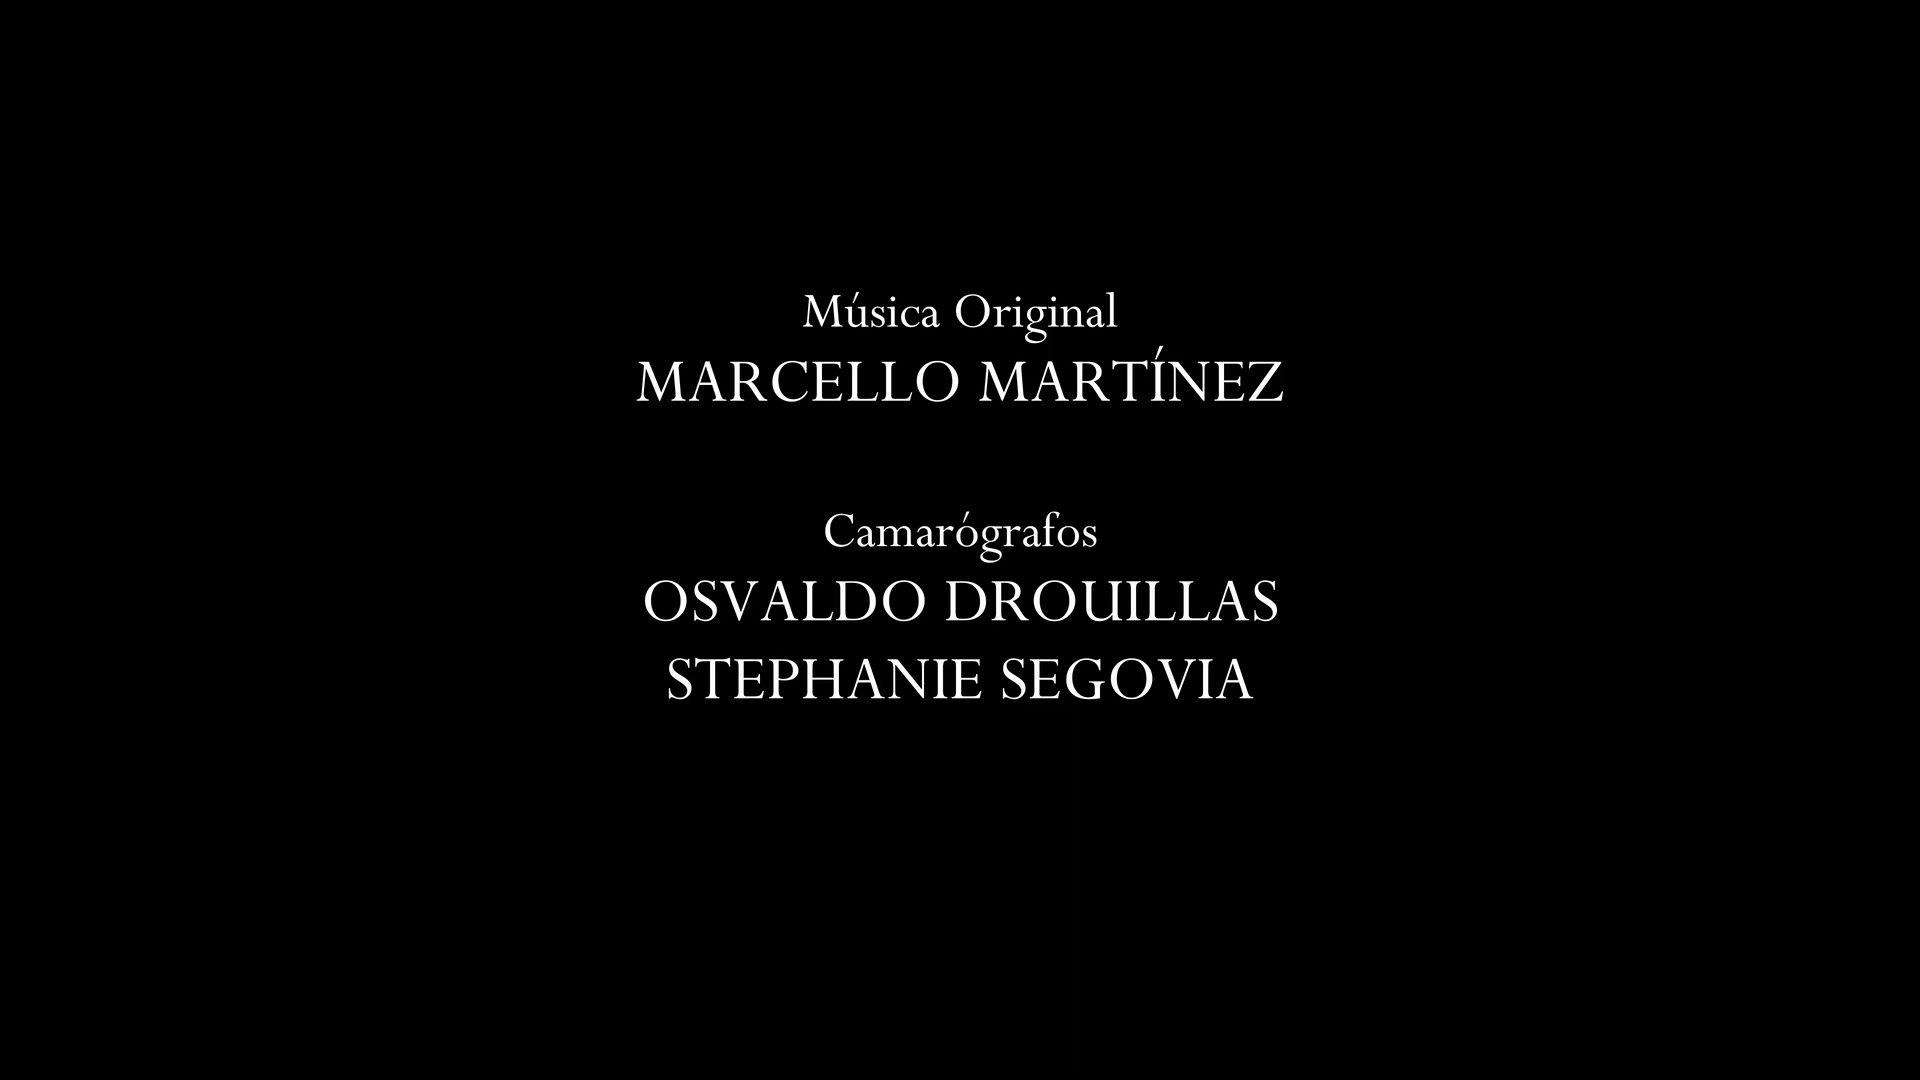 Música Original
MARCELLO MARTÍNEZ
Camarógrafos
OSVALDO DROUILLAS
STEPHANIE SEGOVIA